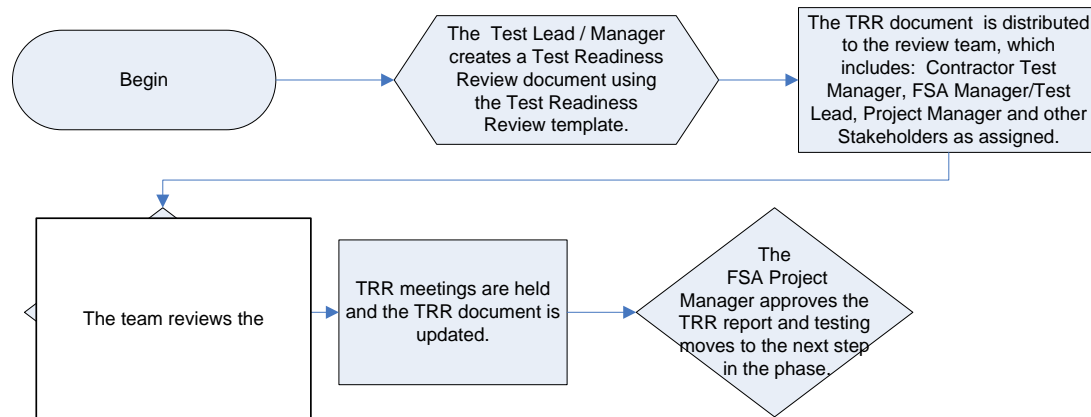 Begin
The Test Lead / Manager
creates a Test Readiness
Review document using
the Test Readiness
Review template.
The TRR document is distributed
to the review team, which
includes: Contractor Test
Manager, FSA Manager/Test
Lead, Project Manager and other
Stakeholders as assigned.
The team reviews the
TRR meetings are held
and the TRR document is
updated.
The
FSA Project
Manager approves the
TRR report and testing
moves to the next step
in the phase.